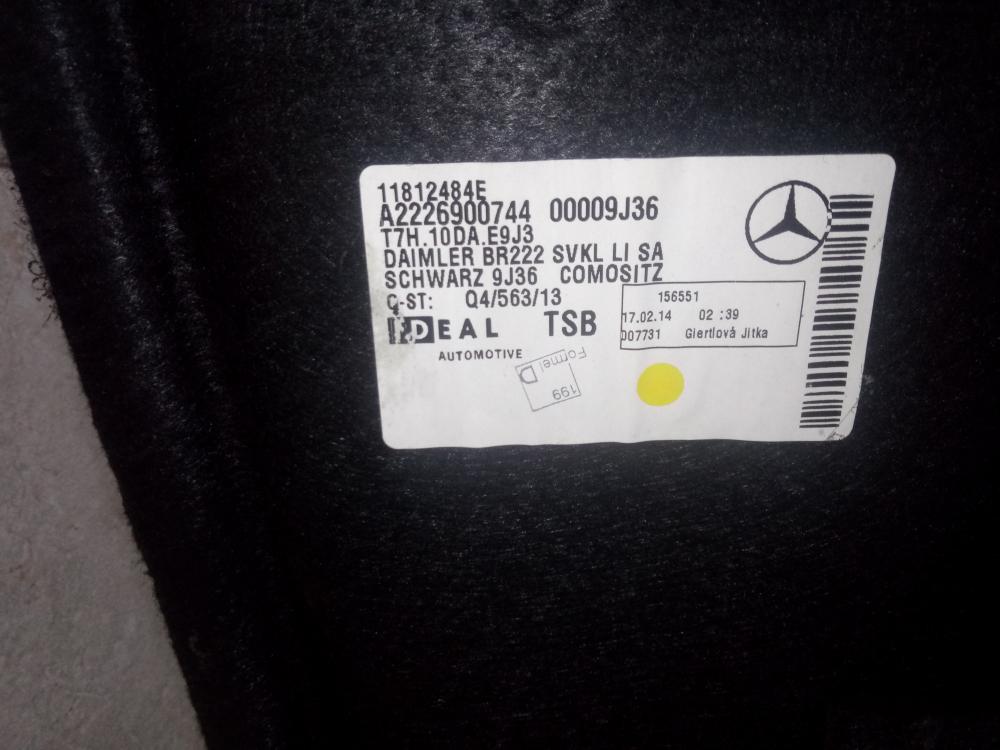 11812484E
A2226900744 00009J36
T7H.10DA.E9J3
DAIMLER BR222 SVKL LI SA
SCHWARZ 9J36 COMOSITZ
Q-ST: Q4/563/13
IDEAL TSB
AUTOMOTIVE
156551
17.02.14 02:39
007731 Giertlová Jitka
Formel D
199